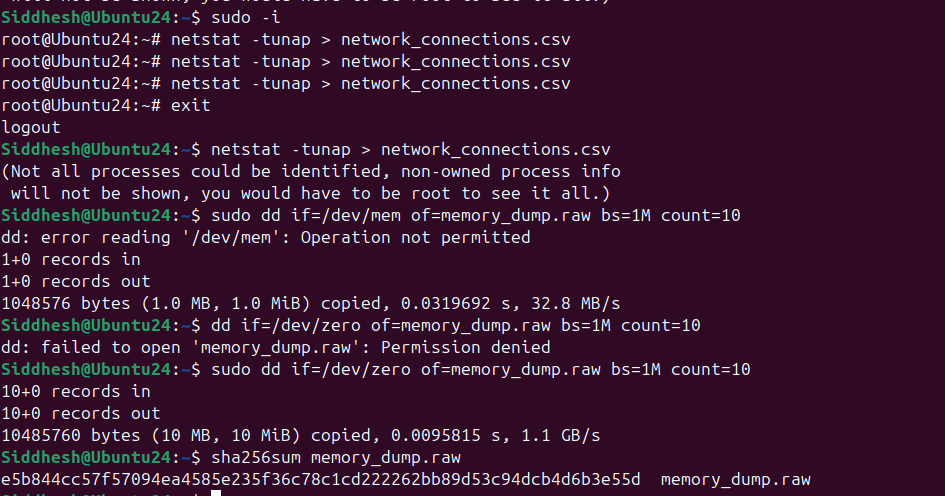 Siddhesh@Ubuntu24:~$ sudo -i
root@Ubuntu24:~# netstat -tunap > network_connections.csv
root@Ubuntu24:~# netstat -tunap > network_connections.csv
root@Ubuntu24:~# netstat -tunap > network_connections.csv
root@Ubuntu24:~# exit
logout
Siddhesh@Ubuntu24:~$ netstat -tunap > network_connections.csv
(Not all processes could be identified, non-owned process info
 will not be shown, you would have to be root to see it all.)
Siddhesh@Ubuntu24:~$ sudo dd if=/dev/mem of=memory_dump.raw bs=1M count=10
dd: error reading '/dev/mem': Operation not permitted
1+0 records in
1+0 records out
1048576 bytes (1.0 MB, 1.0 MiB) copied, 0.0319692 s, 32.8 MB/s
Siddhesh@Ubuntu24:~$ dd if=/dev/zero of=memory_dump.raw bs=1M count=10
dd: failed to open 'memory_dump.raw': Permission denied
Siddhesh@Ubuntu24:~$ sudo dd if=/dev/zero of=memory_dump.raw bs=1M count=10
10+0 records in
10+0 records out
10485760 bytes (10 MB, 10 MiB) copied, 0.0095815 s, 1.1 GB/s
Siddhesh@Ubuntu24:~$ sha256sum memory_dump.raw
e5b844cc57f57094ea4585e235f36c78c1cd222262bb89d53c94dcb4d6b3e55d  memory_dump.raw